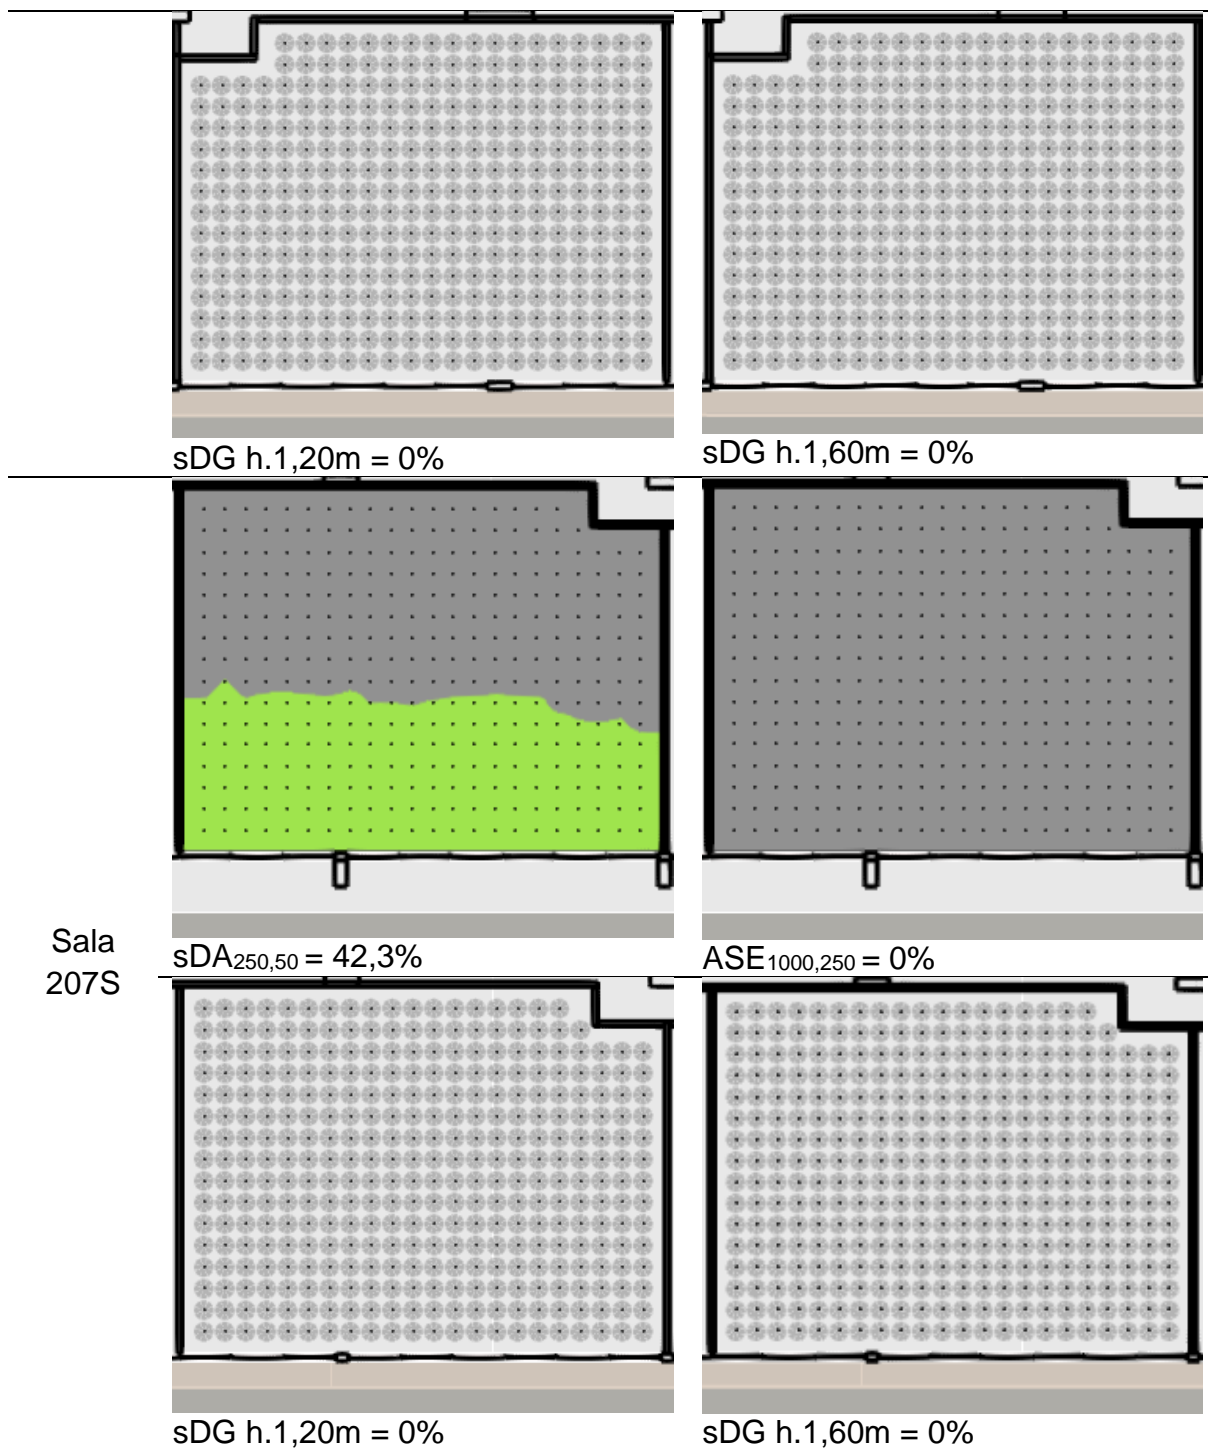 sDG h.1,20m = 0%
sDG h.1,60m = 0%
Sala
207S
sDA250,50 = 42,3%
ASE1000,250 = 0%
sDG h.1,20m = 0%
sDG h.1,60m = 0%